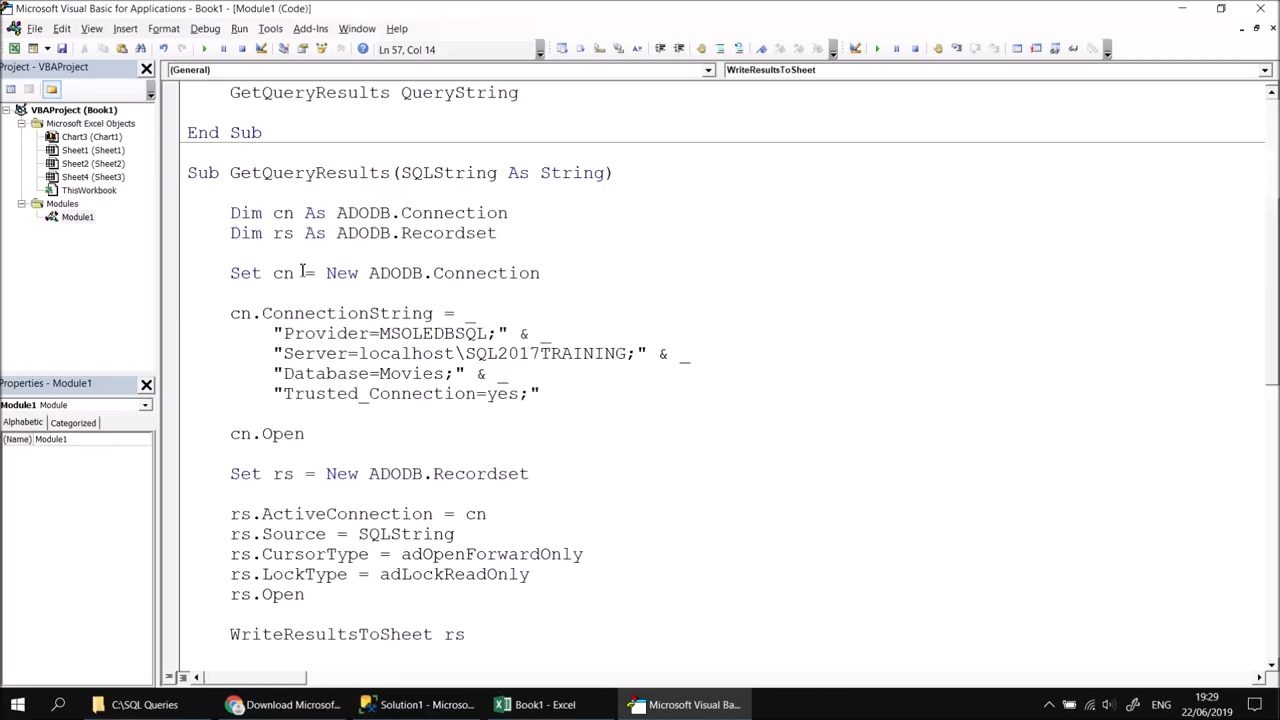 Microsoft Visual Basic for Applications - Book1 - [Module1 (Code)]
File Edit View Insert Format Debug Run Tools Add-Ins Window Help
Ln 57, Col 14
Project - VBAProject
(General)
WriteResultsToSheet
VBAProject (Book1)
Microsoft Excel Objects
Chart3 (Chart1)
Sheet1 (Sheet1)
Sheet2 (Sheet2)
Sheet4 (Sheet3)
ThisWorkbook
Modules
Module1
Properties - Module1
Module1 Module
Alphabetic Categorized
(Name) Module1
GetQueryResults QueryString
End Sub
Sub GetQueryResults(SQLString As String)
Dim cn As ADODB.Connection
Dim rs As ADODB.Recordset
Set cn = New ADODB.Connection
cn.ConnectionString = _
"Provider=MSOLEDBSQL;" & _
"Server=localhost\SQL2017TRAINING;" & _
"Database=Movies;" & _
"Trusted_Connection=yes;"
cn.Open
Set rs = New ADODB.Recordset
rs.ActiveConnection = cn
rs.Source = SQLString
rs.CursorType = adOpenForwardOnly
rs.LockType = adLockReadOnly
rs.Open
WriteResultsToSheet rs
C:\SQL Queries
Download Microsof...
Solution1 - Microso...
Book1 - Excel
Microsoft Visual Ba...
ENG
19:29
22/06/2019